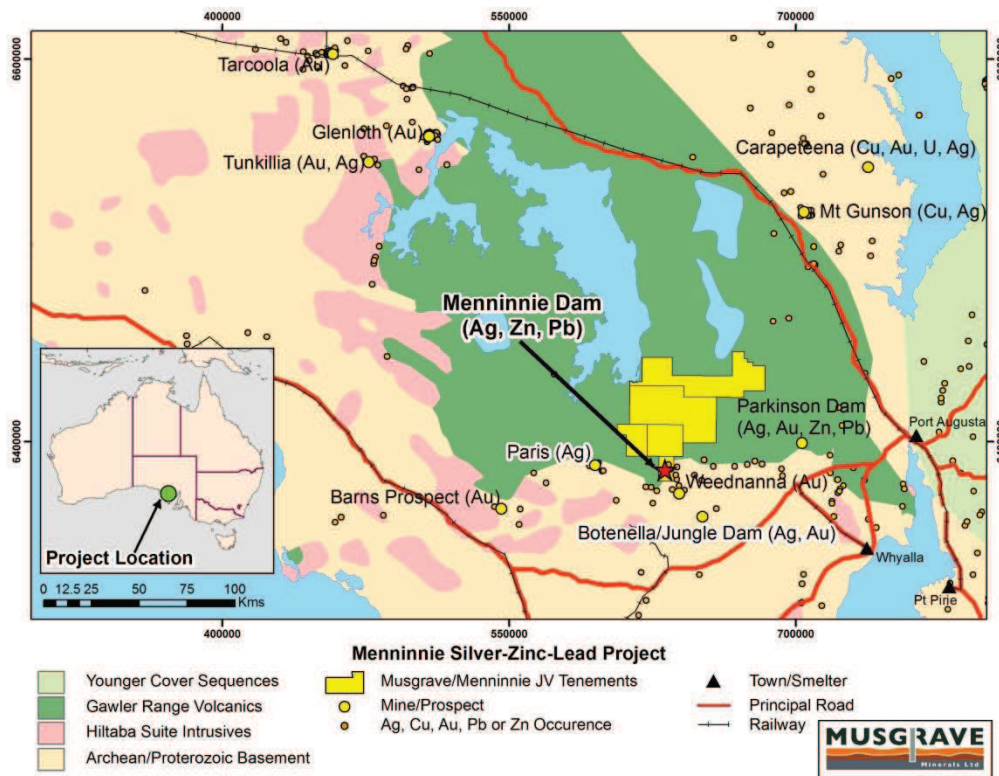 400000
550000
700000
6600000
Tarcoola (Au)
Glenloth (Au)
Tunkillia (Au, Ag)
Carapeteena (Cu, Au, U, Ag)
Mt Gunson (Cu, Ag)
Menninnie Dam
(Ag, Zn, Pb)
Parkinson Dam
(Ag, Au, Zn, Pb)
Port Augusta
Paris (Ag)
Weednanna (Au)
Barns Prospect (Au)
Botenella/Jungle Dam (Ag, Au)
Whyalla
Pt Pirie
Project Location
0 12.5 25 50 75 100
Kms
400000
550000
700000
Menninnie Silver-Zinc-Lead Project
Younger Cover Sequences
Gawler Range Volcanics
Hiltaba Suite Intrusives
Archean/Proterozoic Basement
Musgrave/Menninnie JV Tenements
Mine/Prospect
Ag, Cu, Au, Pb or Zn Occurence
Town/Smelter
Principal Road
Railway
MUSGRAVE
Minerals Ltd